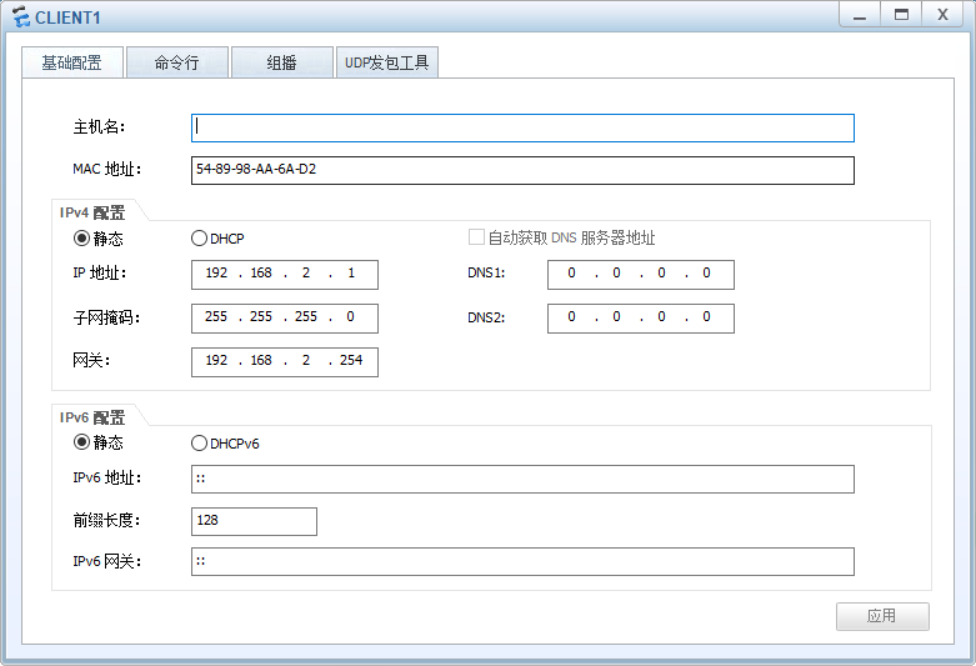 CLIENT1
基础配置 命令行 组播 UDP发包工具
主机名:
MAC 地址: 54-89-98-AA-6A-D2
IPv4 配置
静态 DHCP 自动获取 DNS 服务器地址
IP 地址: 192 . 168 . 2 . 1 DNS1: 0 . 0 . 0 . 0
子网掩码: 255 . 255 . 255 . 0 DNS2: 0 . 0 . 0 . 0
网关: 192 . 168 . 2 . 254
IPv6 配置
静态 DHCPv6
IPv6 地址: ::
前缀长度: 128
IPv6 网关: ::
应用